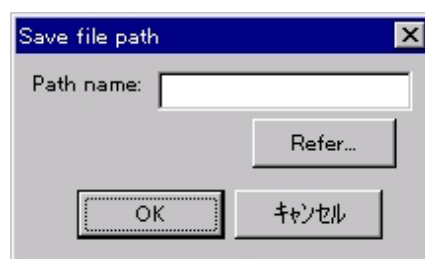 Save file path
Path name:
Refer...
OK
ｷｬﾝｾﾙ